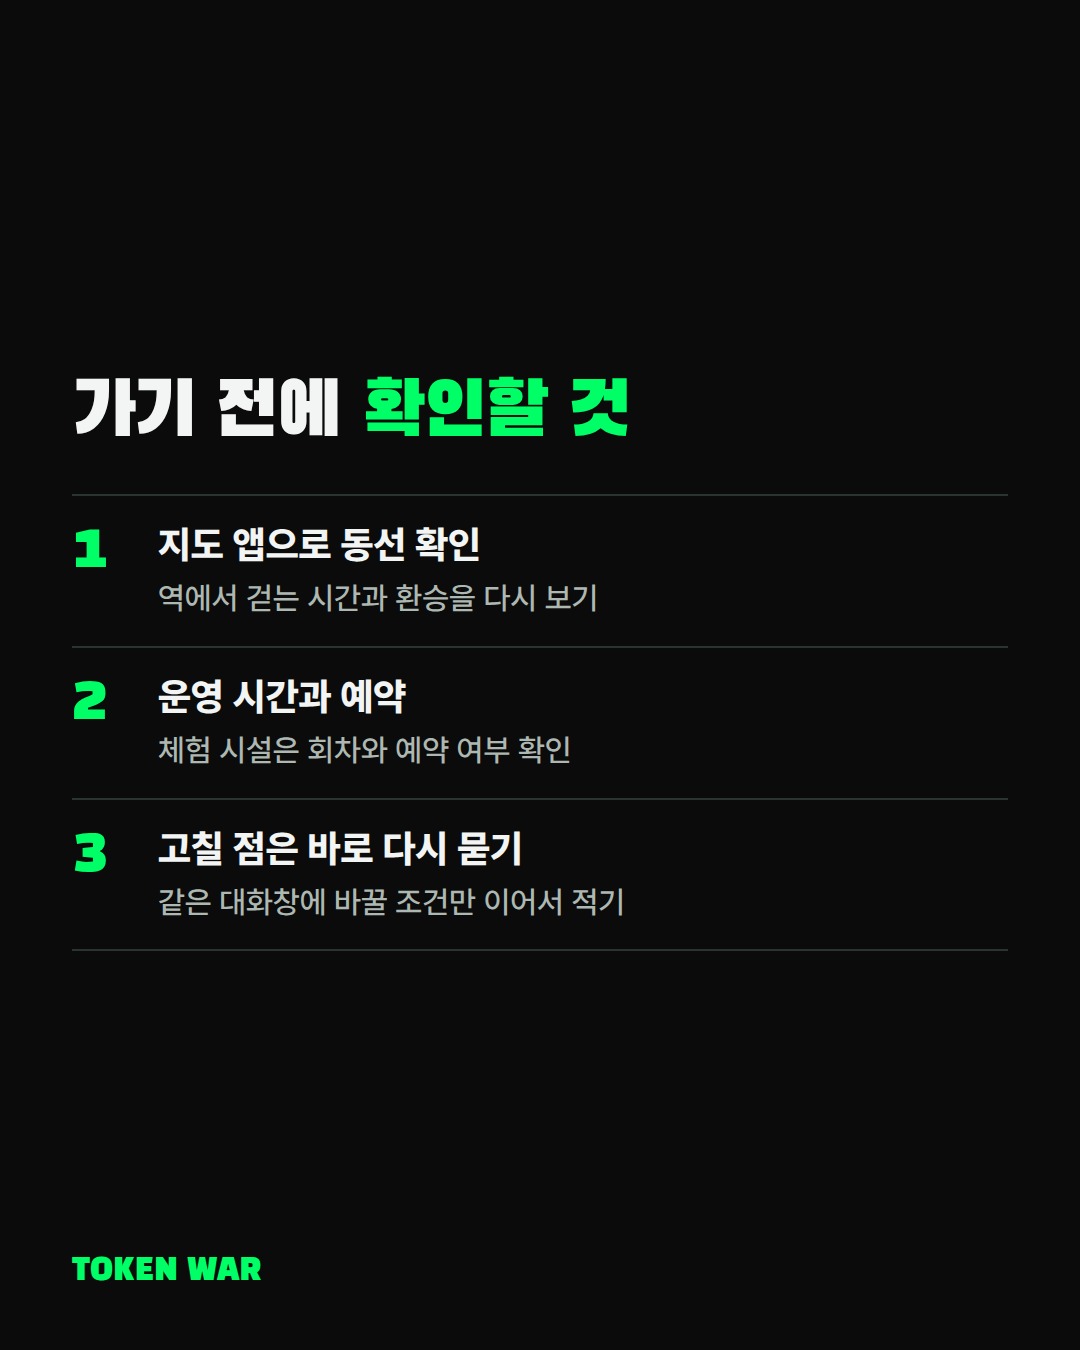 가기 전에 확인할 것
1 지도 앱으로 동선 확인
역에서 걷는 시간과 환승을 다시 보기
2 운영 시간과 예약
체험 시설은 회차와 예약 여부 확인
3 고칠 점은 바로 다시 묻기
같은 대화창에 바꿀 조건만 이어서 적기
TOKEN WAR